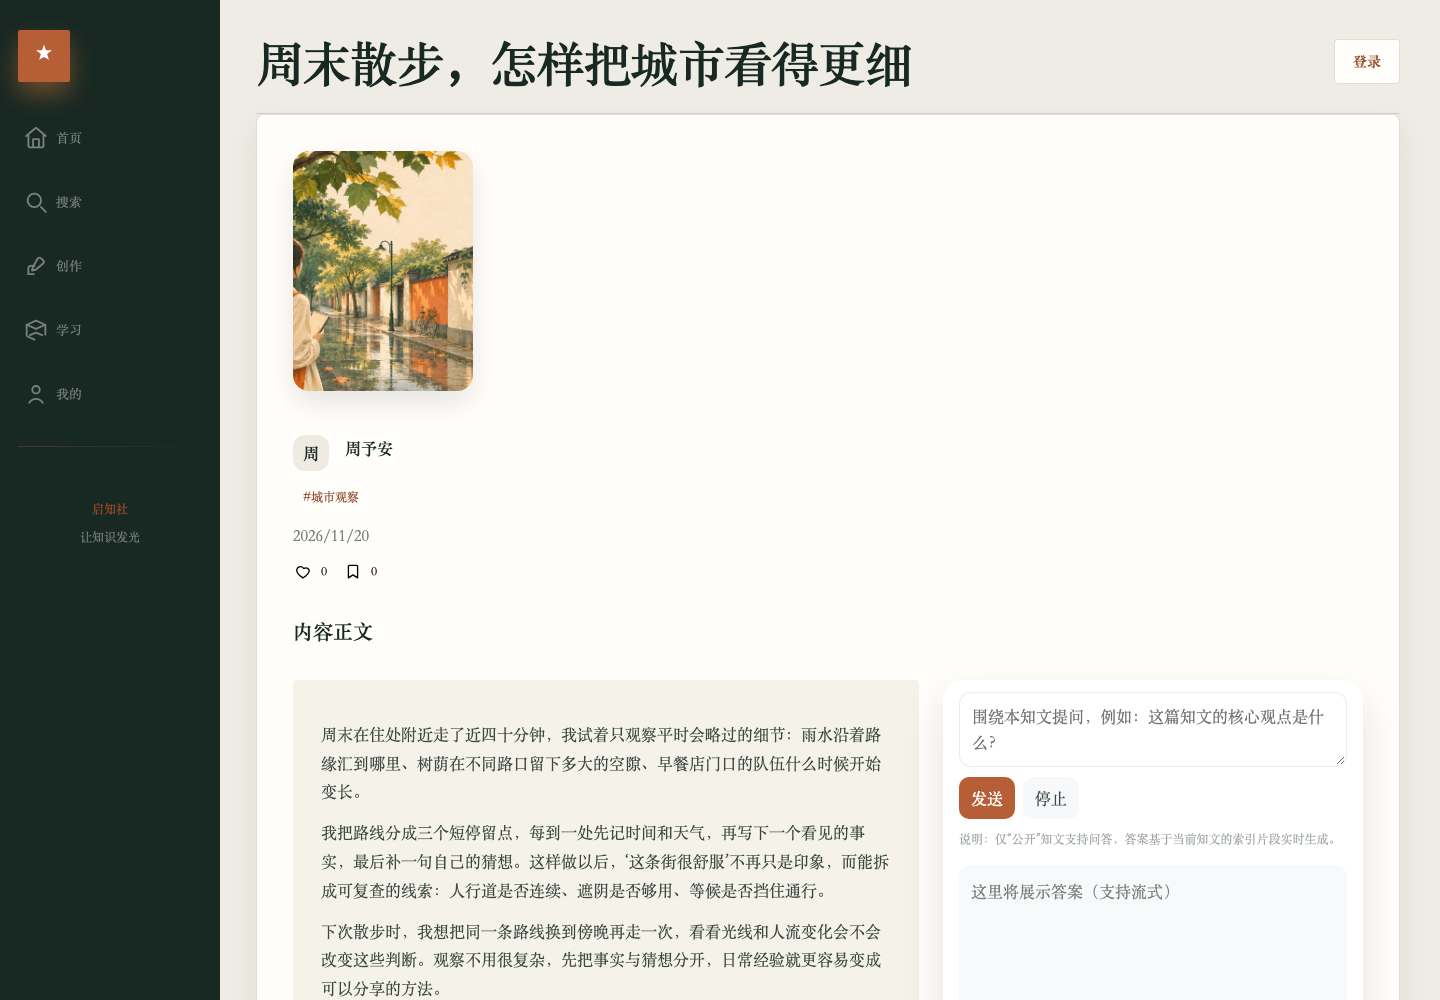 首页
搜索
创作
学习
我的
启知社
让知识发光
周末散步，怎样把城市看得更细
登录
周
周予安
#城市观察
2026/11/20
0
0
内容正文
周末在住处附近走了近四十分钟，我试着只观察平时会略过的细节：雨水沿着路
缘汇到哪里、树荫在不同路口留下多大的空隙、早餐店门口的队伍什么时候开始
变长。
我把路线分成三个短停留点，每到一处先记时间和天气，再写下一个看见的事
实，最后补一句自己的猜想。这样做以后，‘这条街很舒服’不再只是印象，而能拆
成可复查的线索：人行道是否连续、遮阴是否够用、等候是否挡住通行。
下次散步时，我想把同一条路线换到傍晚再走一次，看看光线和人流变化会不会
改变这些判断。观察不用很复杂，先把事实与猜想分开，日常经验就更容易变成
可以分享的方法。
围绕本知文提问，例如：这篇知文的核心观点是什
么？
发送
停止
说明：仅“公开”知文支持问答，答案基于当前知文的索引片段实时生成。
这里将展示答案（支持流式）